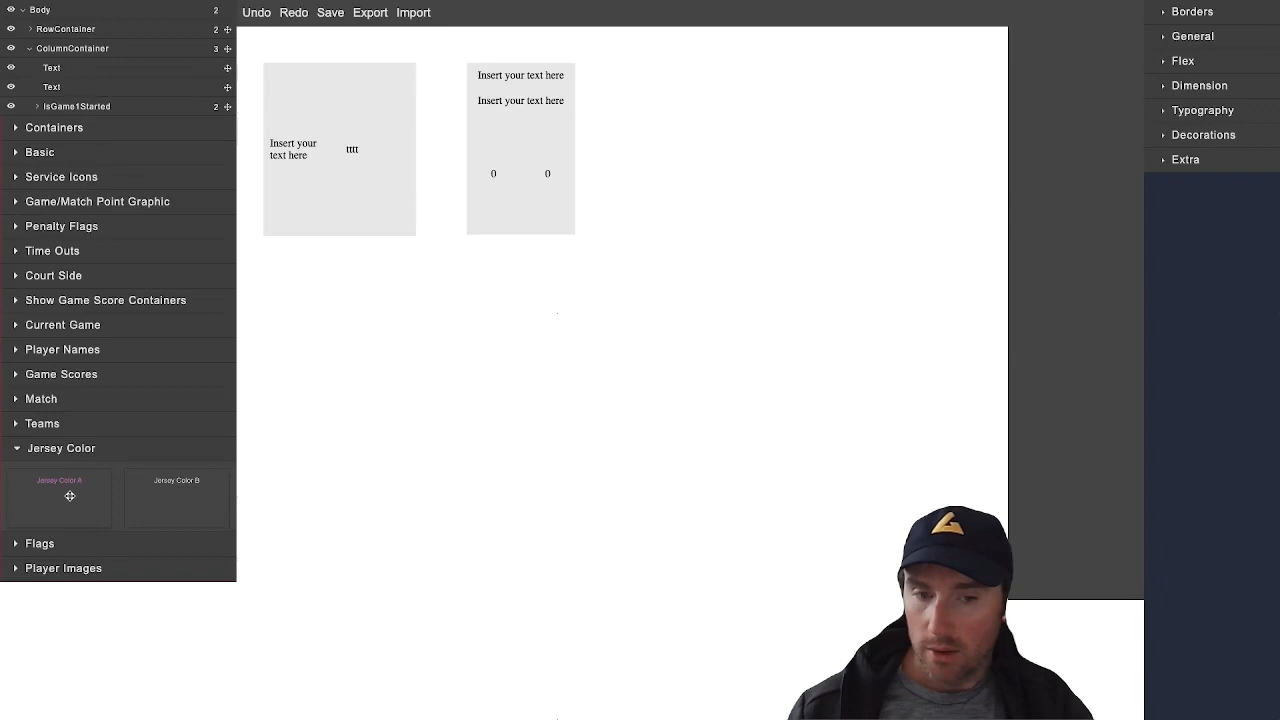 Body 2
RowContainer 2
ColumnContainer 3
Text
Text
IsGame1Started 2
Containers
Basic
Service Icons
Game/Match Point Graphic
Penalty Flags
Time Outs
Court Side
Show Game Score Containers
Current Game
Player Names
Game Scores
Match
Teams
Jersey Color
Jersey Color A
Jersey Color B
Flags
Player Images
Undo Redo Save Export Import
Insert your
text here
tttt
Insert your text here
Insert your text here
0 0
Borders
General
Flex
Dimension
Typography
Decorations
Extra